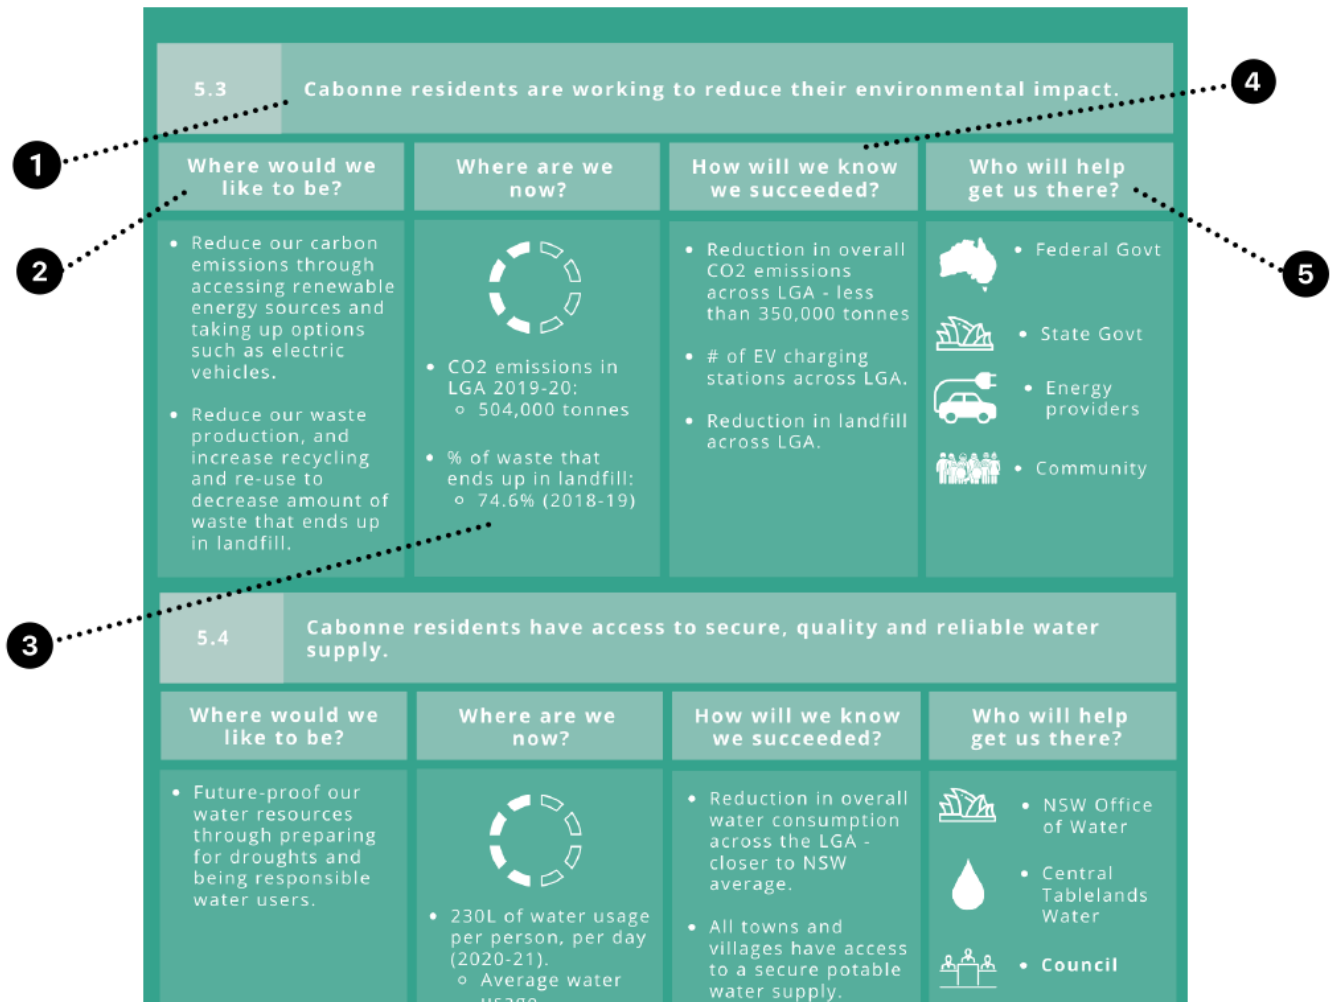 5.3
Cabonne residents are working to reduce their environmental impact.
4
1
Where would we
like to be?
Where are we
now?
How will we know
we succeeded?
Who will help
get us there?
2
5
• Reduce our carbon
emissions through
accessing renewable
energy sources and
taking up options
such as electric
vehicles.
• Reduce our waste
production, and
increase recycling
and re-use to
decrease amount of
waste that ends up
in landfill.
• CO2 emissions in
LGA 2019-20:
○ 504,000 tonnes
• % of waste that
ends up in landfill:
○ 74.6% (2018-19)
• Reduction in overall
CO2 emissions
across LGA - less
than 350,000 tonnes
• # of EV charging
stations across LGA.
• Reduction in landfill
across LGA.
• Federal Govt
• State Govt
• Energy
providers
• Community
3
5.4
Cabonne residents have access to secure, quality and reliable water
supply.
Where would we
like to be?
Where are we
now?
How will we know
we succeeded?
Who will help
get us there?
• Future-proof our
water resources
through preparing
for droughts and
being responsible
water users.
• 230L of water usage
per person, per day
(2020-21).
○ Average water
usage
• Reduction in overall
water consumption
across the LGA -
closer to NSW
average.
• All towns and
villages have access
to a secure potable
water supply.
• NSW Office
of Water
• Central
Tablelands
Water
• Council